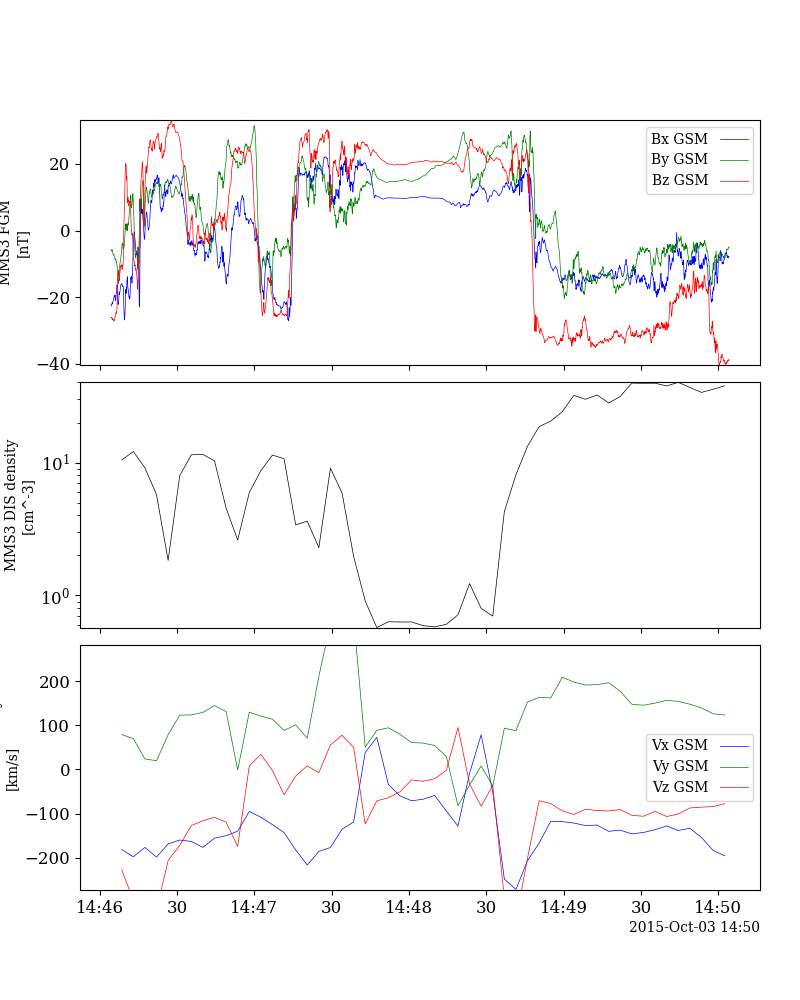 MMS3 FGM
[nT]
20
0
−20
−40
Bx GSM
By GSM
Bz GSM
MMS3 DIS density
[cm^-3]
10^1
10^0
[km/s]
200
100
0
−100
−200
Vx GSM
Vy GSM
Vz GSM
14:46 30 14:47 30 14:48 30 14:49 30 14:50
2015-Oct-03 14:50